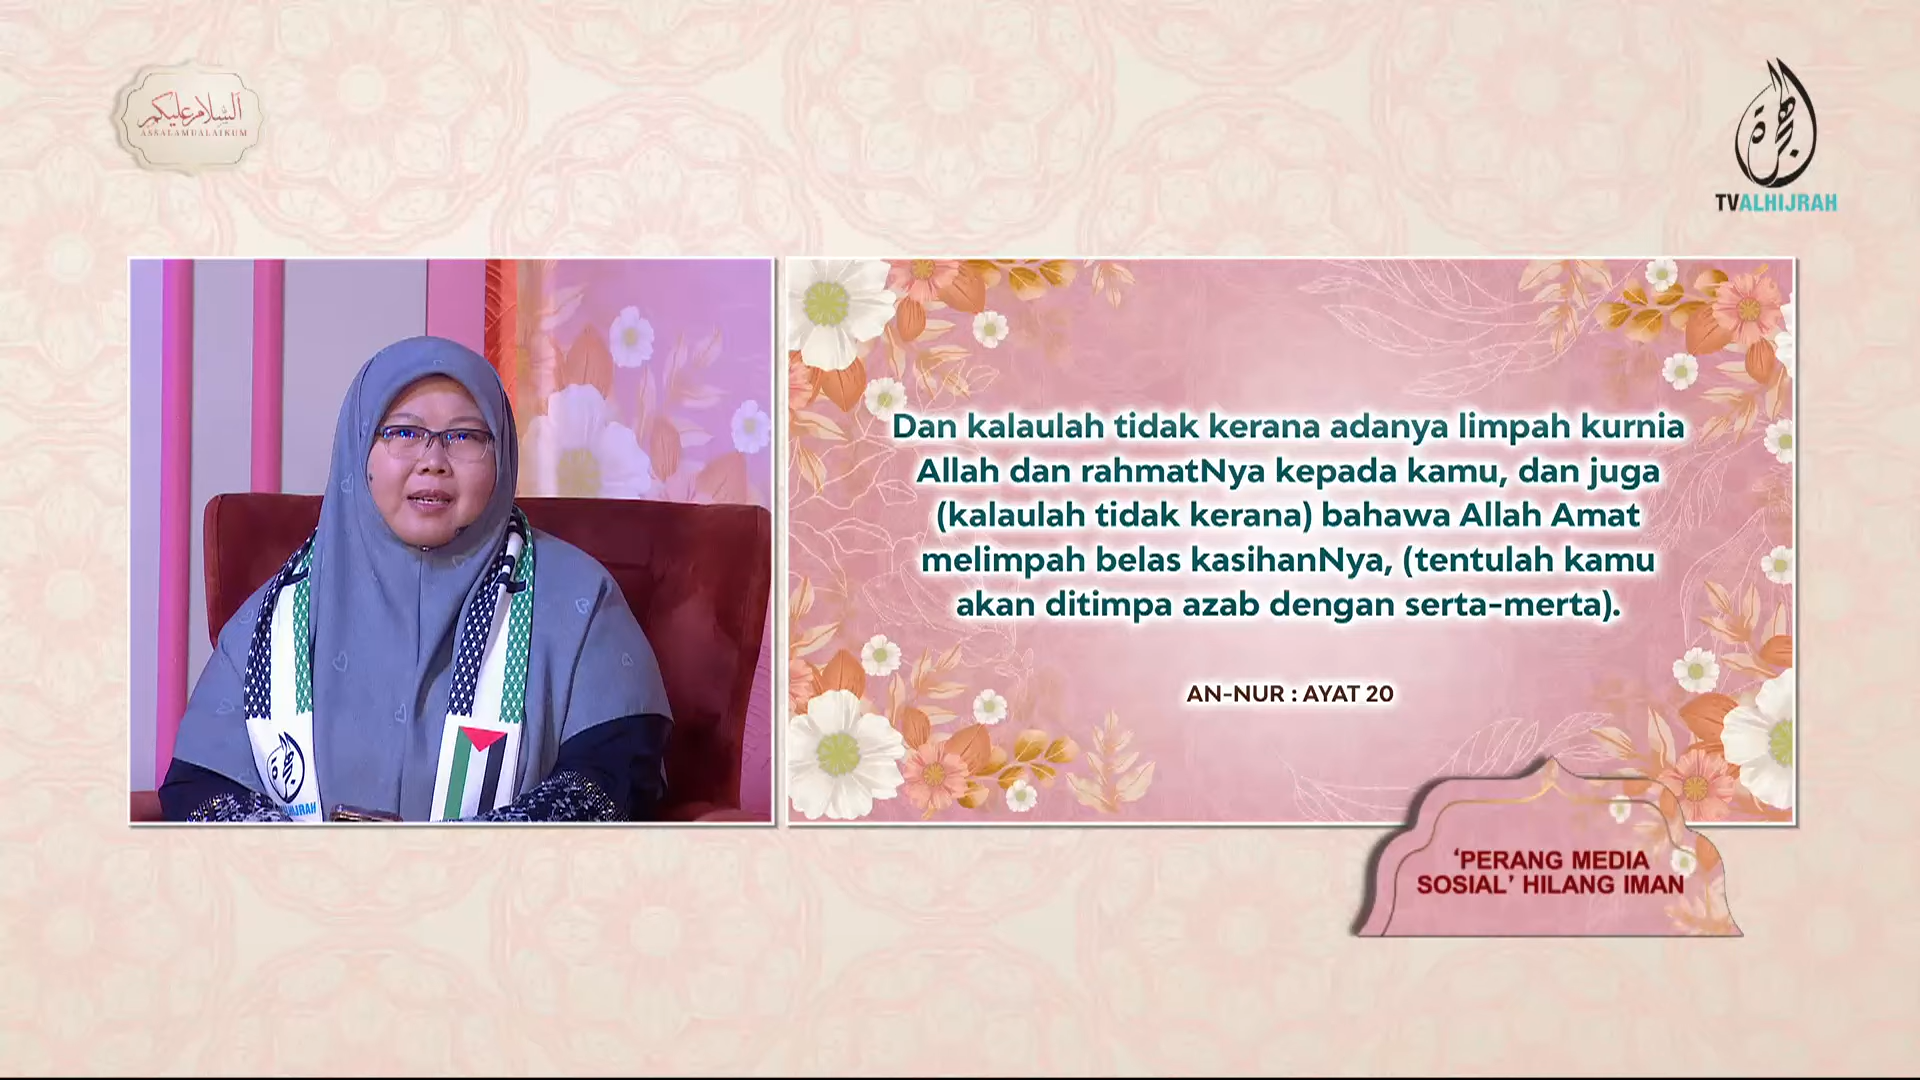 السلام عليكم
ASSALAMUALAIKUM
الهجرة
TVALHIJRAH
Dan kalaulah tidak kerana adanya limpah kurnia
Allah dan rahmatNya kepada kamu, dan juga
(kalaulah tidak kerana) bahawa Allah Amat
melimpah belas kasihanNya, (tentulah kamu
akan ditimpa azab dengan serta-merta).
AN-NUR : AYAT 20
HIJRAH
‘PERANG MEDIA
SOSIAL’ HILANG IMAN